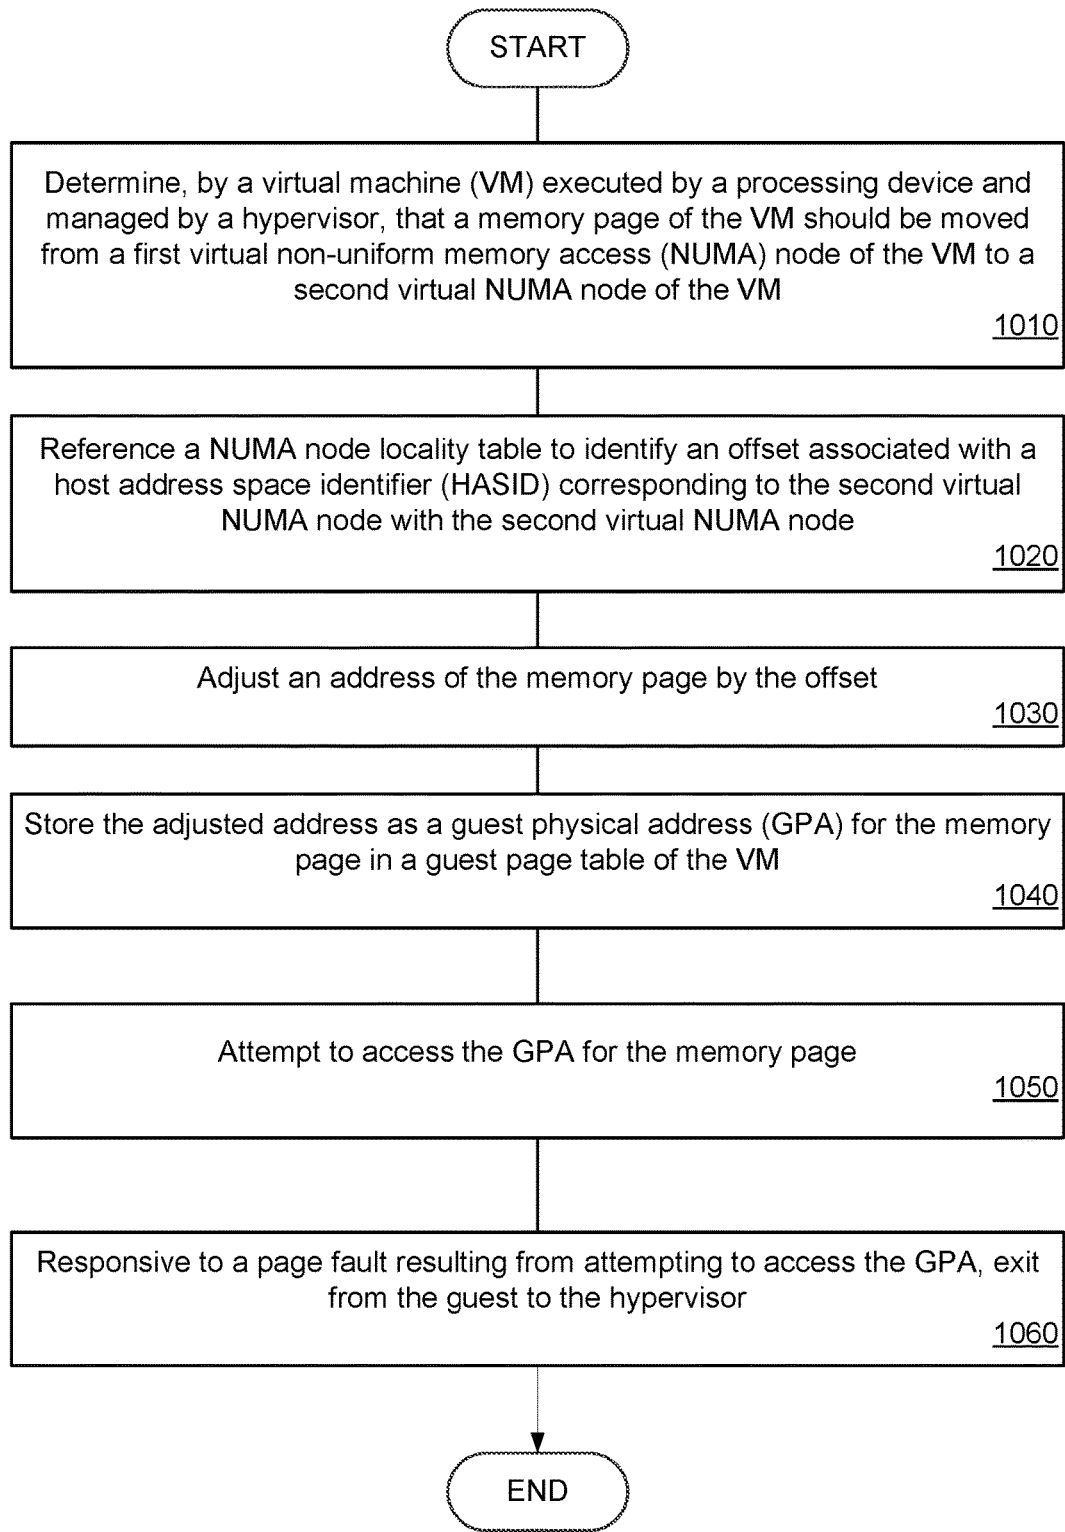 START
Determine, by a virtual machine (VM) executed by a processing device and
managed by a hypervisor, that a memory page of the VM should be moved
from a first virtual non-uniform memory access (NUMA) node of the VM to a
second virtual NUMA node of the VM
1010
Reference a NUMA node locality table to identify an offset associated with a
host address space identifier (HASID) corresponding to the second virtual
NUMA node with the second virtual NUMA node
1020
Adjust an address of the memory page by the offset
1030
Store the adjusted address as a guest physical address (GPA) for the memory
page in a guest page table of the VM
1040
Attempt to access the GPA for the memory page
1050
Responsive to a page fault resulting from attempting to access the GPA, exit
from the guest to the hypervisor
1060
END